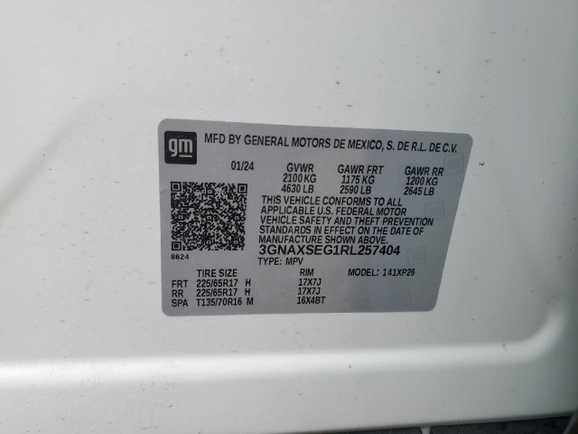 gm MFD BY GENERAL MOTORS DE MEXICO, S. DE R.L. DE C.V.
01/24 GVWR GAWR FRT GAWR RR
2100 KG 1175 KG 1200 KG
4630 LB 2590 LB 2645 LB
THIS VEHICLE CONFORMS TO ALL
APPLICABLE U.S. FEDERAL MOTOR
VEHICLE SAFETY AND THEFT PREVENTION
STANDARDS IN EFFECT ON THE DATE OF
MANUFACTURE SHOWN ABOVE.
8624 3GNAXSEG1RL257404
TYPE: MPV MODEL: 141XP26
TIRE SIZE RIM
FRT 225/65R17 H 17X7J
RR 225/65R17 H 17X7J
SPA T135/70R16 M 16X4BT